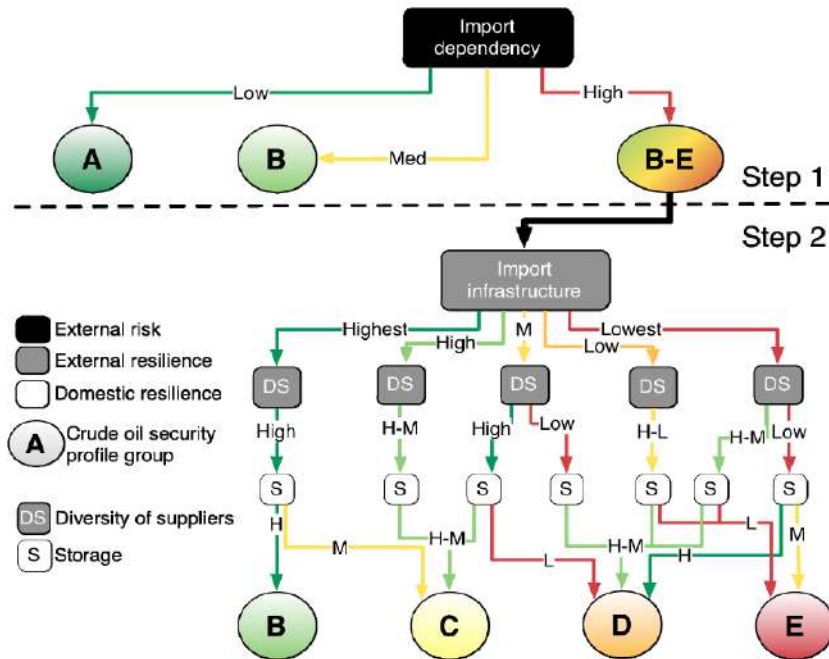 Import
dependency
Low
High
Med
A
B
B-E
Step 1
Step 2
Import
infrastructure
External risk
External resilience
Domestic resilience
A
Crude oil security
profile group
DS
Diversity of suppliers
S
Storage
Highest
High
M
Low
Lowest
DS
DS
DS
DS
DS
High
H-M
High
Low
H-L
H-M
Low
S
S
S
S
S
S
S
H
M
H-M
L
H-M
H
L
M
B
C
D
E